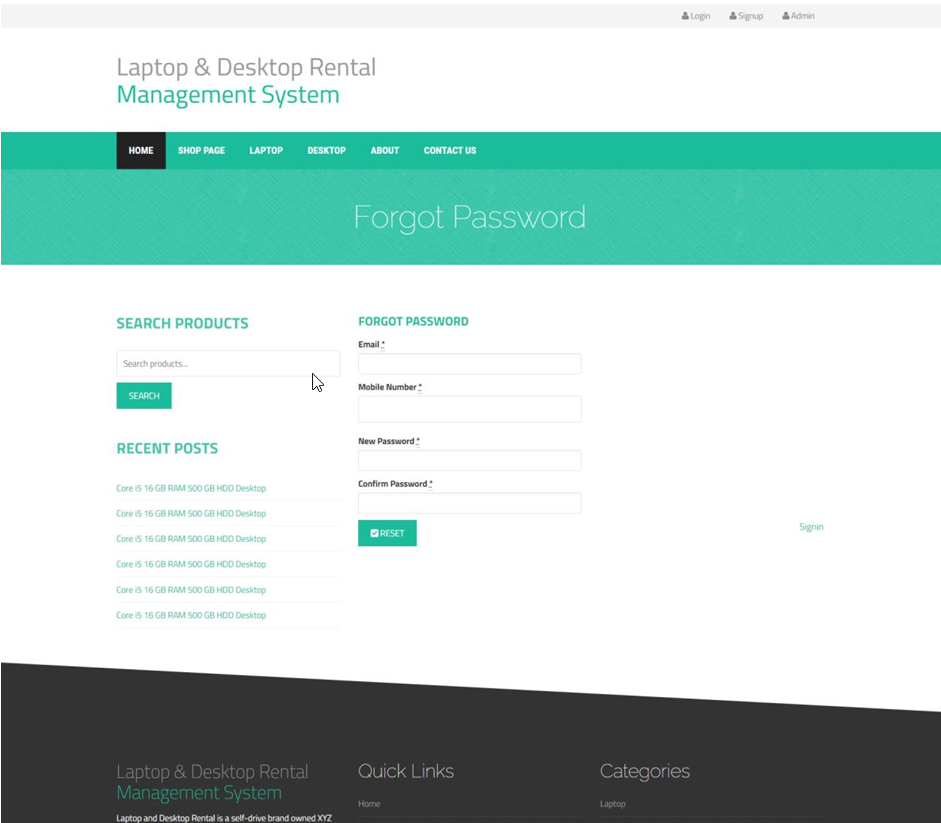 Login Signup Admin
Laptop & Desktop Rental
Management System
HOME SHOP PAGE LAPTOP DESKTOP ABOUT CONTACT US
Forgot Password
SEARCH PRODUCTS
Search products...
SEARCH
RECENT POSTS
Core i5 16 GB RAM 500 GB HDD Desktop
Core i5 16 GB RAM 500 GB HDD Desktop
Core i5 16 GB RAM 500 GB HDD Desktop
Core i5 16 GB RAM 500 GB HDD Desktop
Core i5 16 GB RAM 500 GB HDD Desktop
Core i5 16 GB RAM 500 GB HDD Desktop
FORGOT PASSWORD
Email *
Mobile Number *
New Password *
Confirm Password *
RESET
Signin
Laptop & Desktop Rental
Management System
Laptop and Desktop Rental is a self-drive brand owned XYZ
Quick Links
Home
Categories
Laptop